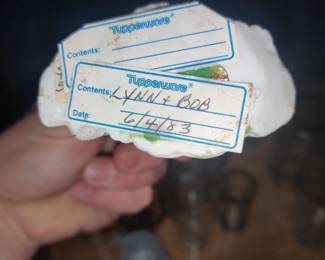 Tupperware®
Contents:
Tupperware®
Contents: LYNN + BOB
Date: 6/4/83